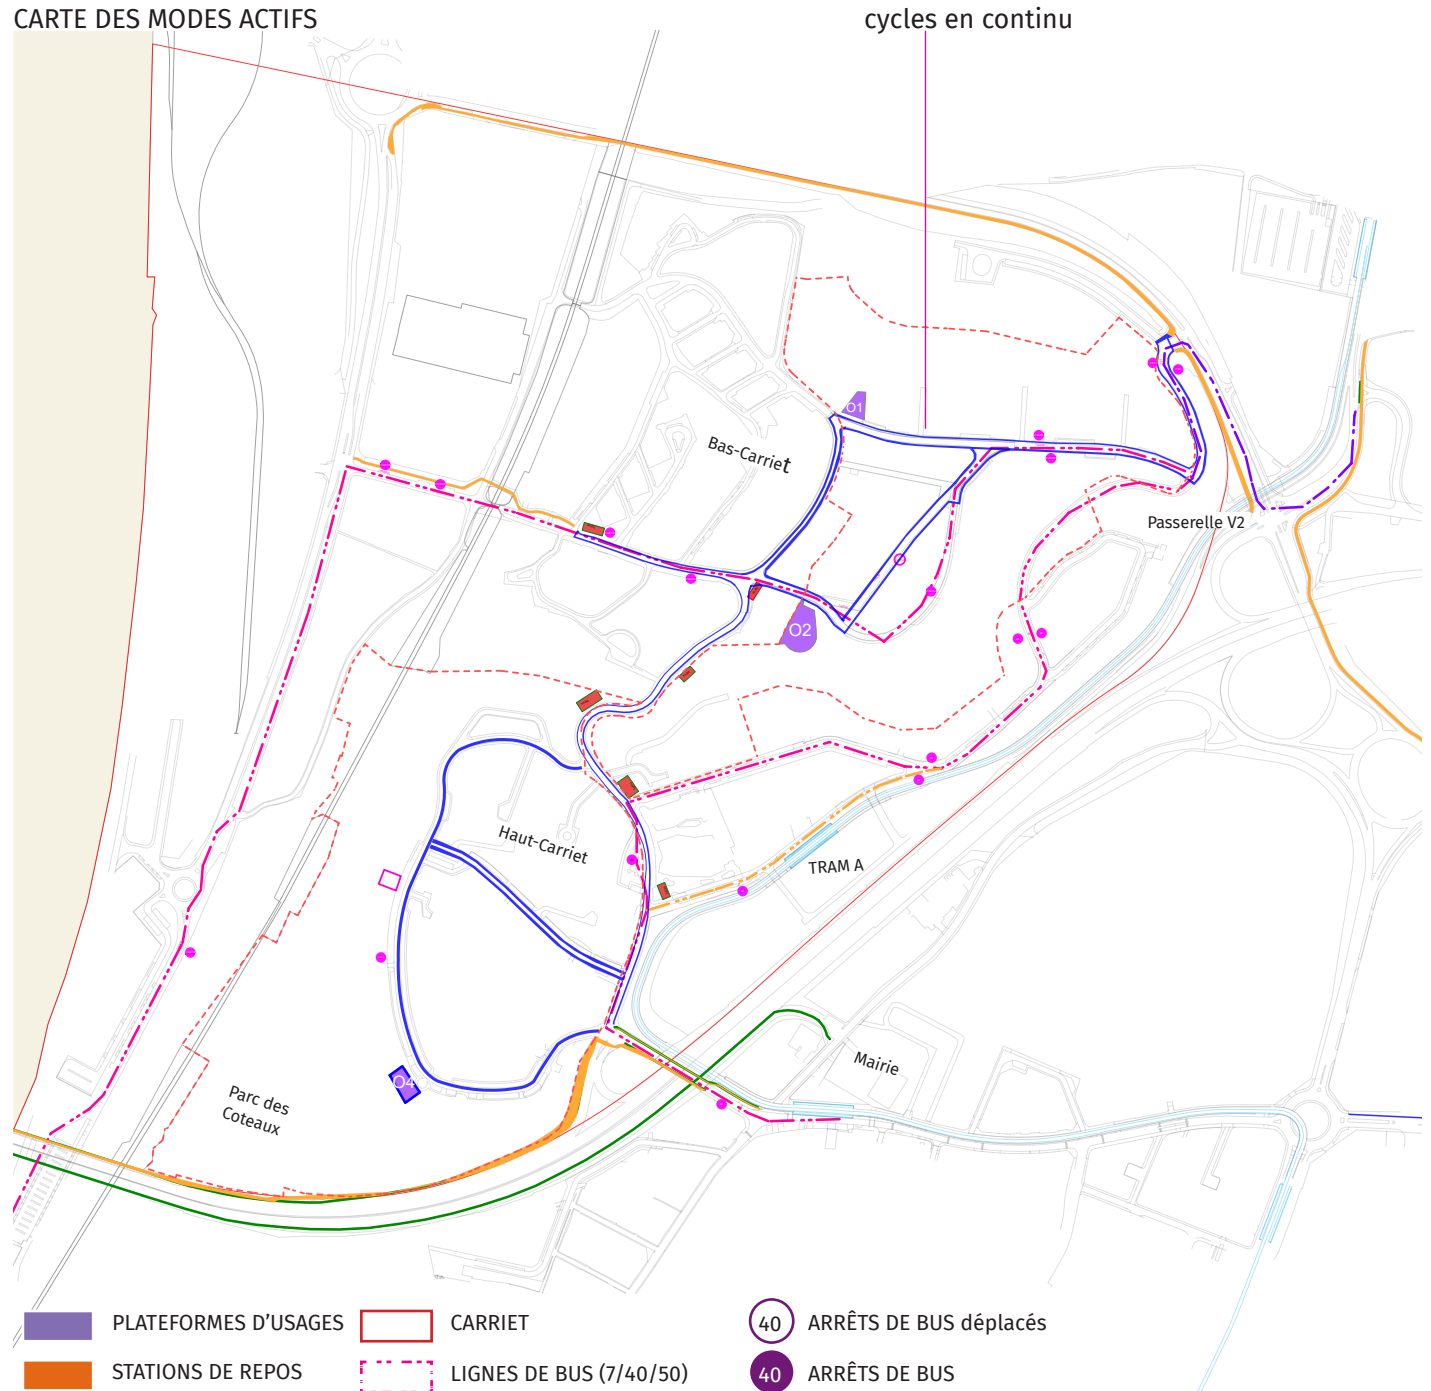 CARTE DES MODES ACTIFS
cycles en continu
O1
Bas-Carriet
Passerelle V2
O2
Haut-Carriet
TRAM A
Mairie
O4
Parc des
Coteaux
PLATEFORMES D'USAGES
CARRIET
40
ARRÊTS DE BUS déplacés
STATIONS DE REPOS
LIGNES DE BUS (7/40/50)
40
ARRÊTS DE BUS